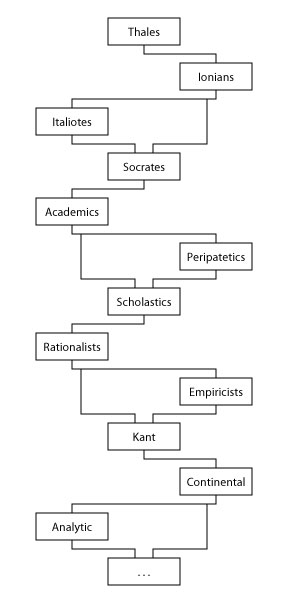 Thales
Ionians
Italiotes
Socrates
Academics
Peripatetics
Scholastics
Rationalists
Empiricists
Kant
Continental
Analytic
...